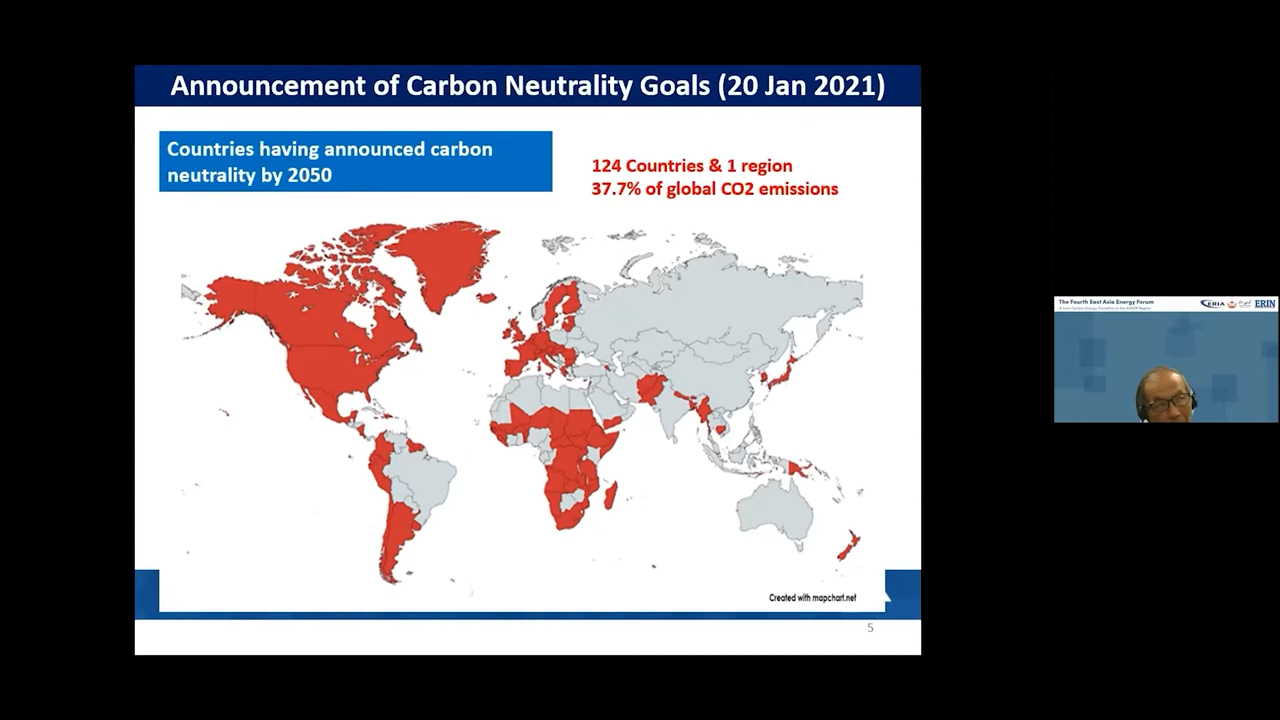 Announcement of Carbon Neutrality Goals (20 Jan 2021)
Countries having announced carbon
neutrality by 2050
124 Countries & 1 region
37.7% of global CO2 emissions
Created with mapchart.net
5
The Fourth East Asia Energy Forum
ERIA
ERIN